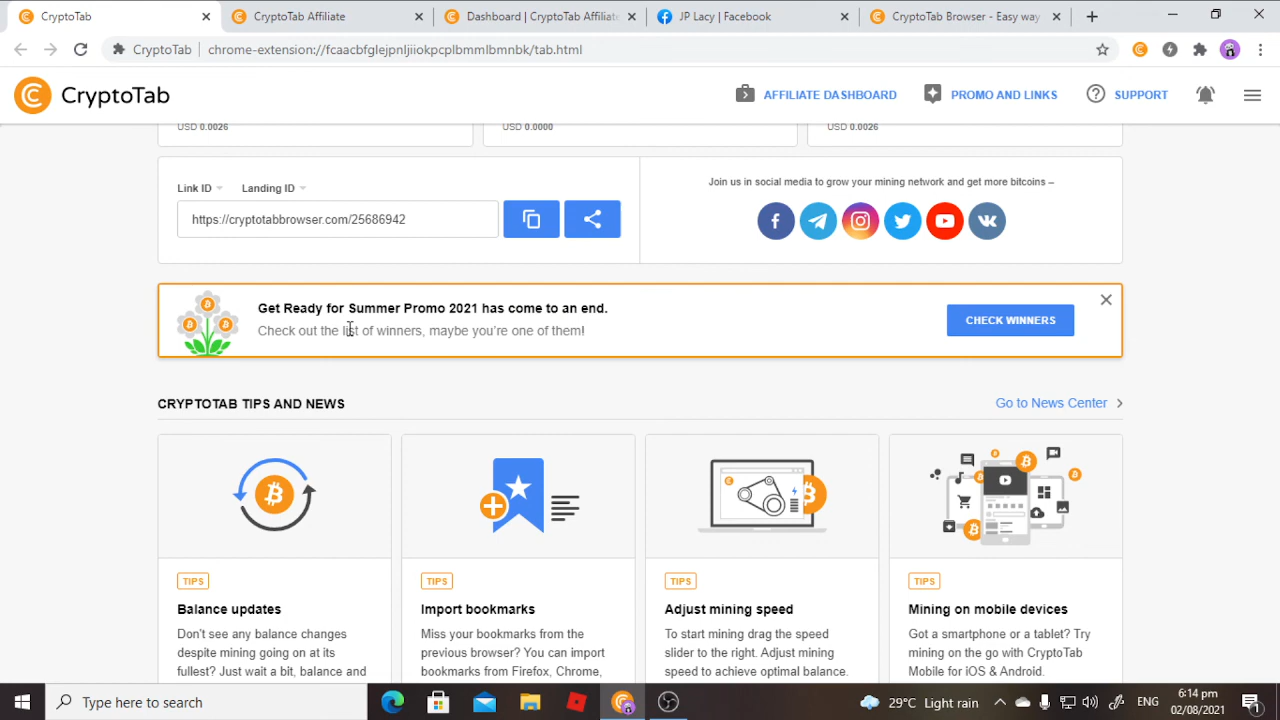 CryptoTab
CryptoTab Affiliate
Dashboard | CryptoTab Affiliate
JP Lacy | Facebook
CryptoTab Browser - Easy way
CryptoTab
chrome-extension://fcaacbfglejpnljiiokpcplbmmlbmnbk/tab.html
CryptoTab
AFFILIATE DASHBOARD
PROMO AND LINKS
SUPPORT
USD 0.0026
USD 0.0000
USD 0.0026
Link ID
Landing ID
https://cryptotabbrowser.com/25686942
Join us in social media to grow your mining network and get more bitcoins –
Get Ready for Summer Promo 2021 has come to an end.
Check out the list of winners, maybe you're one of them!
CHECK WINNERS
CRYPTOTAB TIPS AND NEWS
Go to News Center
TIPS
Balance updates
Don't see any balance changes
despite mining going on at its
fullest? Just wait a bit, balance and
TIPS
Import bookmarks
Miss your bookmarks from the
previous browser? You can import
bookmarks from Firefox, Chrome,
TIPS
Adjust mining speed
To start mining drag the speed
slider to the right. Adjust mining
speed to achieve optimal balance.
TIPS
Mining on mobile devices
Got a smartphone or a tablet? Try
mining on the go with CryptoTab
Mobile for iOS & Android.
Type here to search
29°C Light rain
ENG
6:14 pm
02/08/2021
1